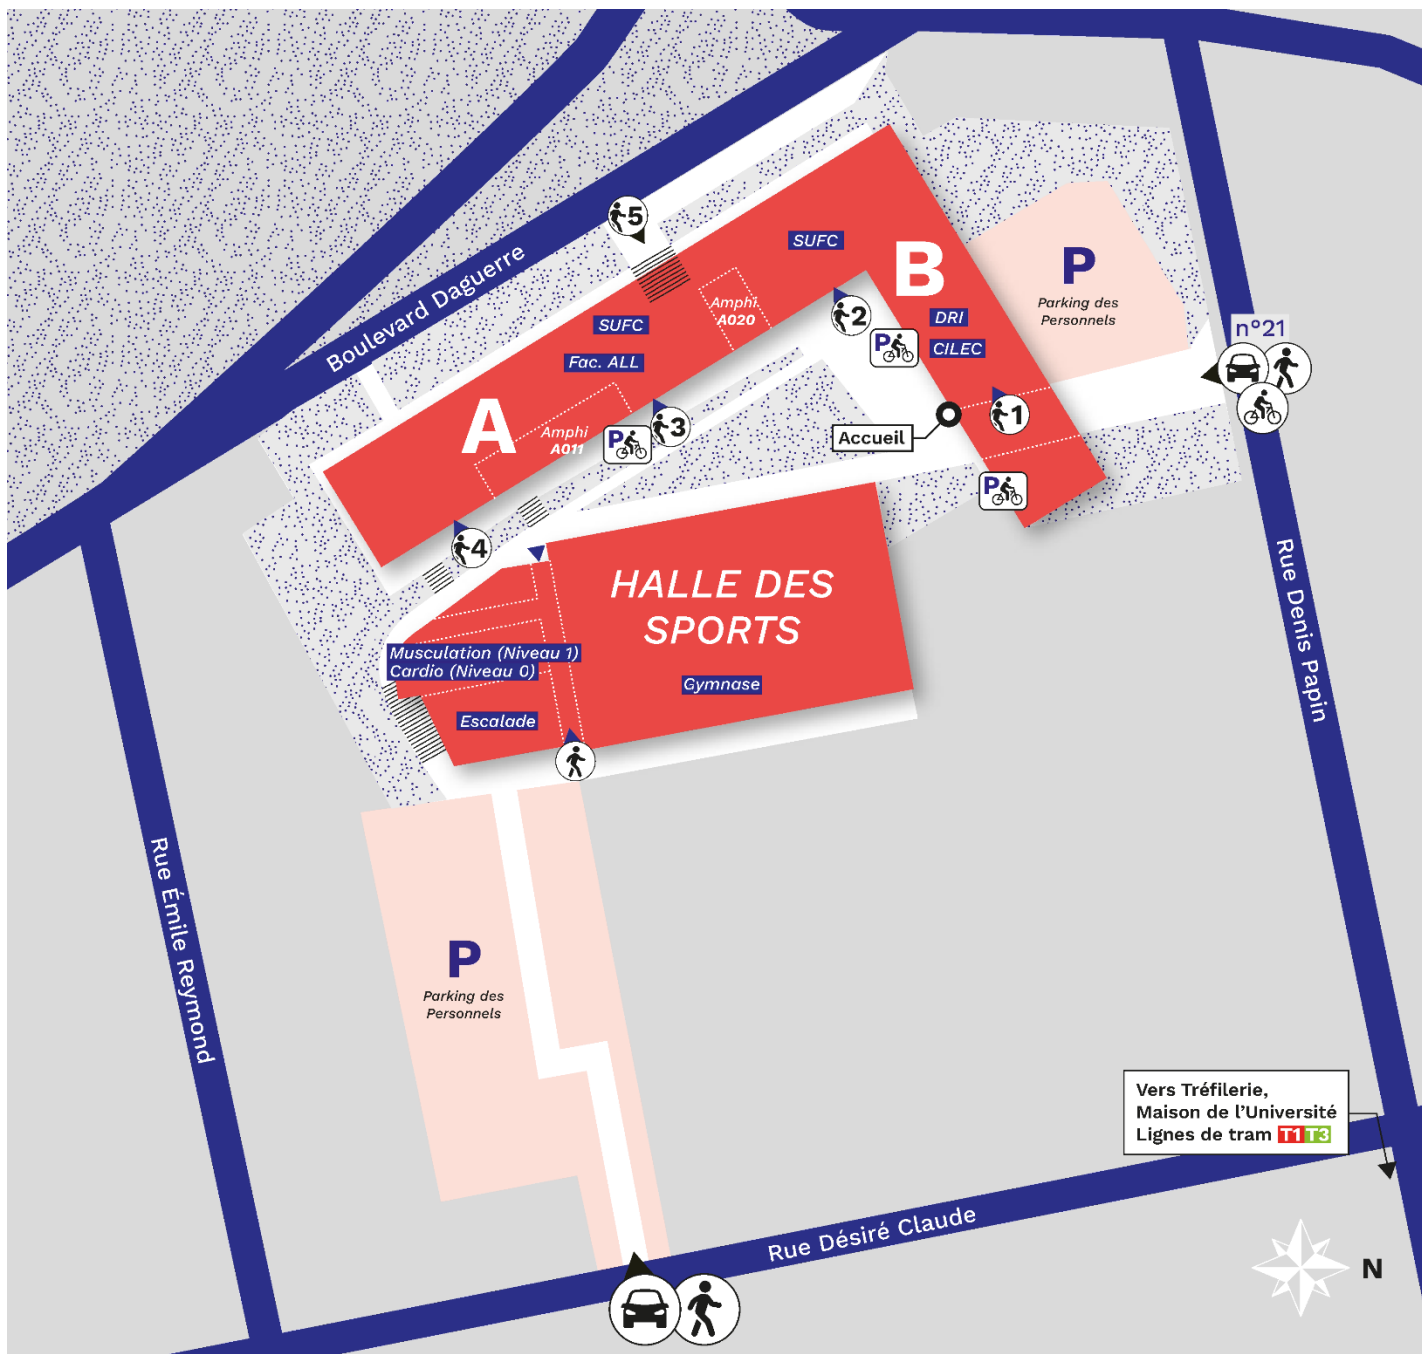 5
Boulevard Daguerre
SUFC
B
P
Parking des
Personnels
Amphi
A020
2
SUFC
DRI
n°21
P
CILEC
Fac. ALL
A
Amphi
A011
P
3
1
Accueil
P
4
HALLE DES
SPORTS
Musculation (Niveau 1)
Cardio (Niveau 0)
Gymnase
Escalade
Rue Denis Papin
Rue Émile Reymond
P
Parking des
Personnels
Vers Tréfilerie,
Maison de l'Université
Lignes de tram T1 T3
Rue Désiré Claude
N